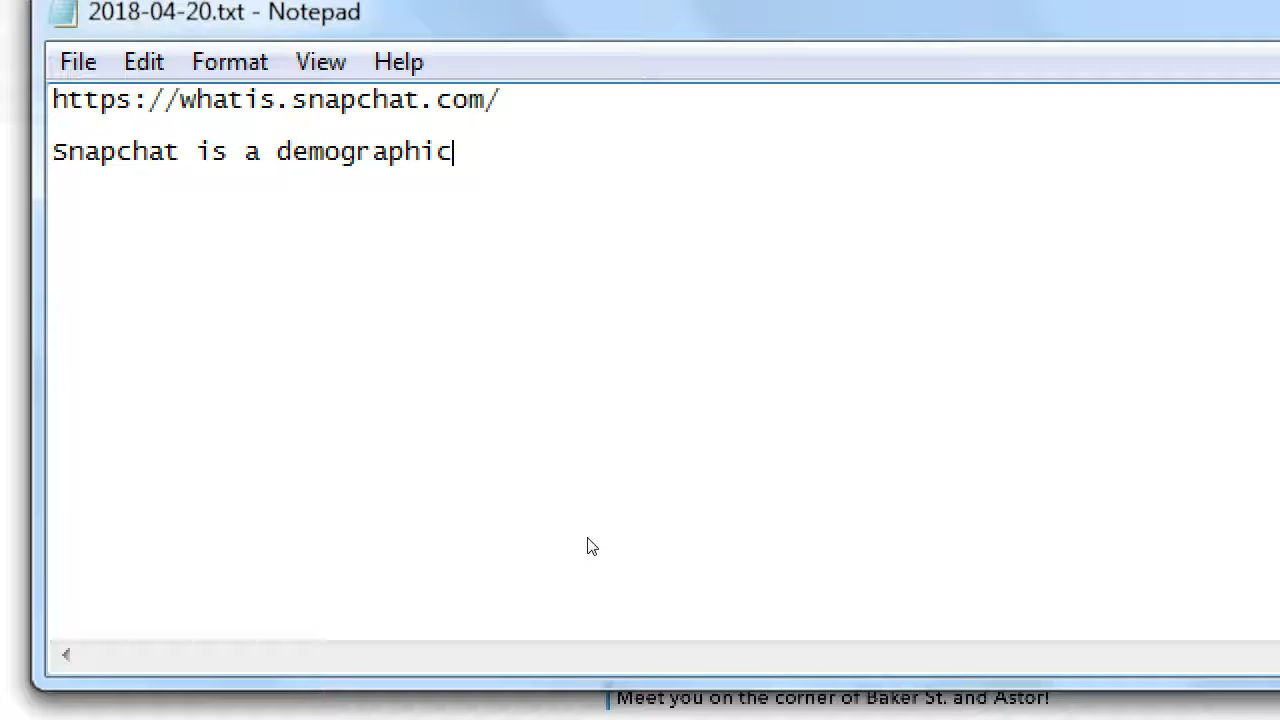 2018-04-20.txt - Notepad
File Edit Format View Help
https://whatis.snapchat.com/
Snapchat is a demographic
Meet you on the corner of Baker St. and Astor!